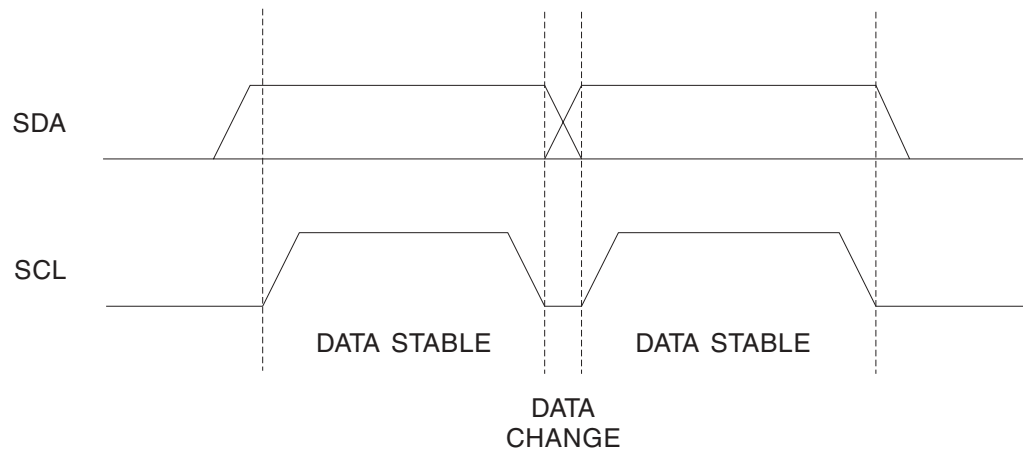 SDA
SCL
DATA STABLE
DATA STABLE
DATA
CHANGE